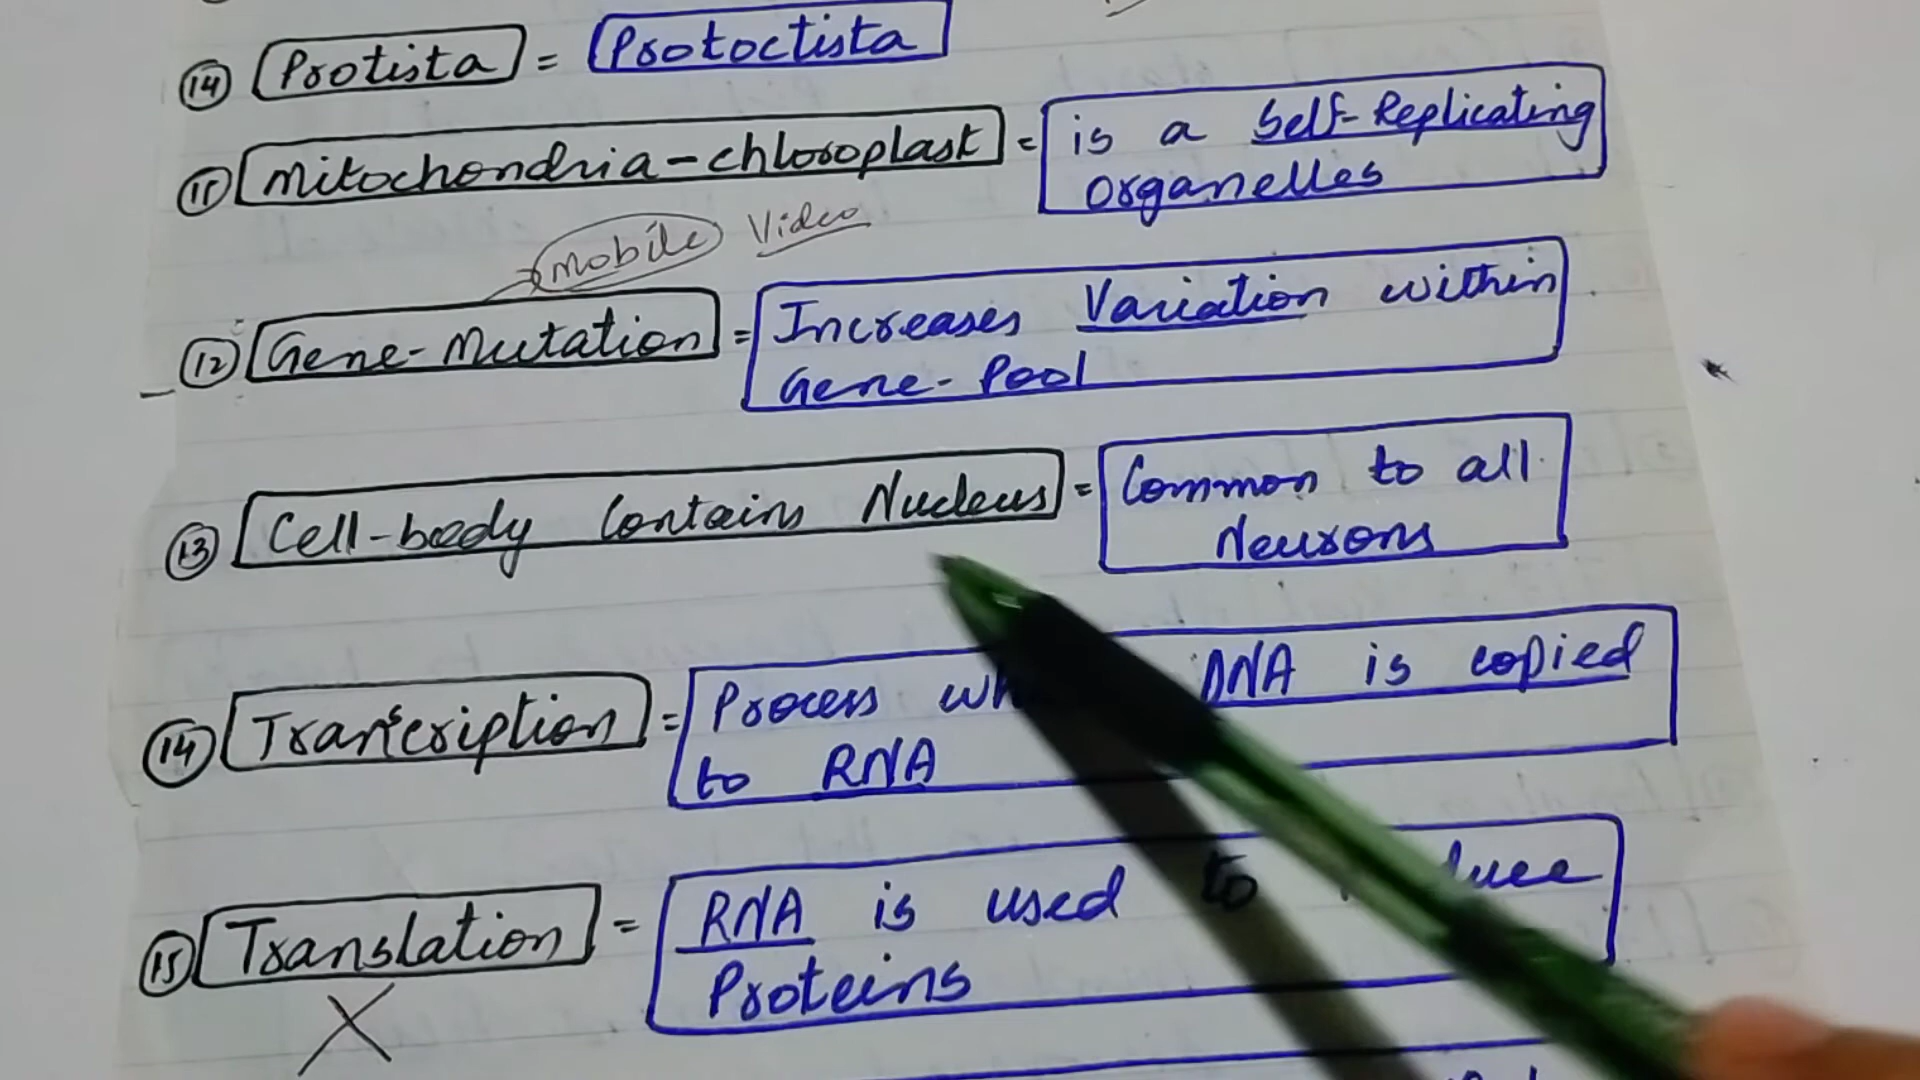 14 Protista = Protoctista
11 Mitochondria-chloroplast = is a Self-Replicating
organelles
mobile Video
12 Gene-Mutation = Increases Variation within
Gene-Pool
13 Cell-body Contains Nucleus = Common to all
Neurons
14 Transcription = Process DNA is copied
to RNA
15 Translation = RNA is used to
Proteins
X